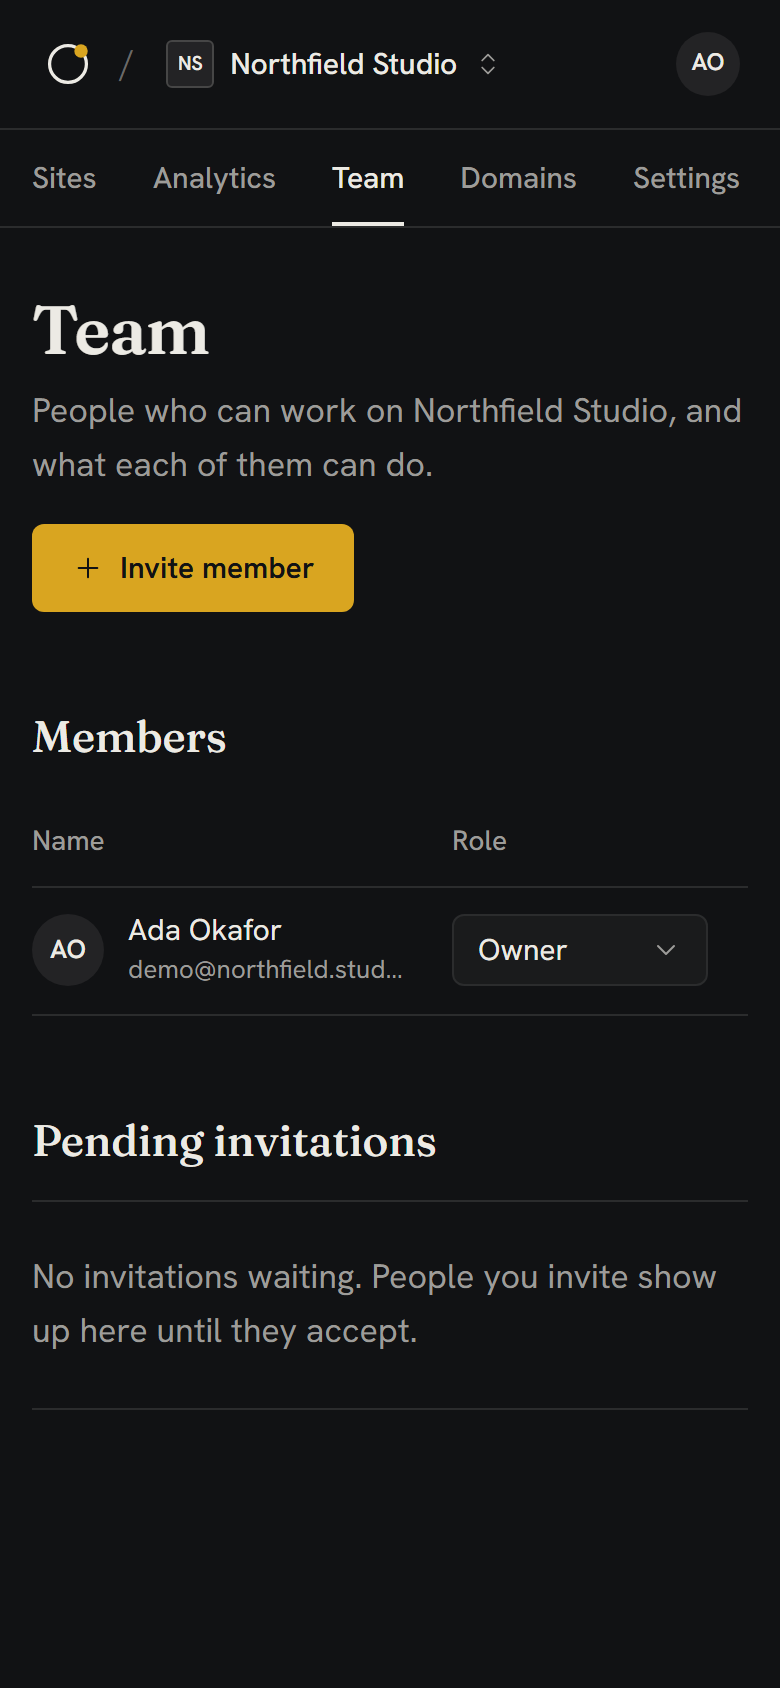 / NS Northfield Studio AO
Sites Analytics Team Domains Settings
Team
People who can work on Northfield Studio, and
what each of them can do.
+ Invite member
Members
Name Role
AO Ada Okafor Owner
demo@northfield.stud...
Pending invitations
No invitations waiting. People you invite show
up here until they accept.